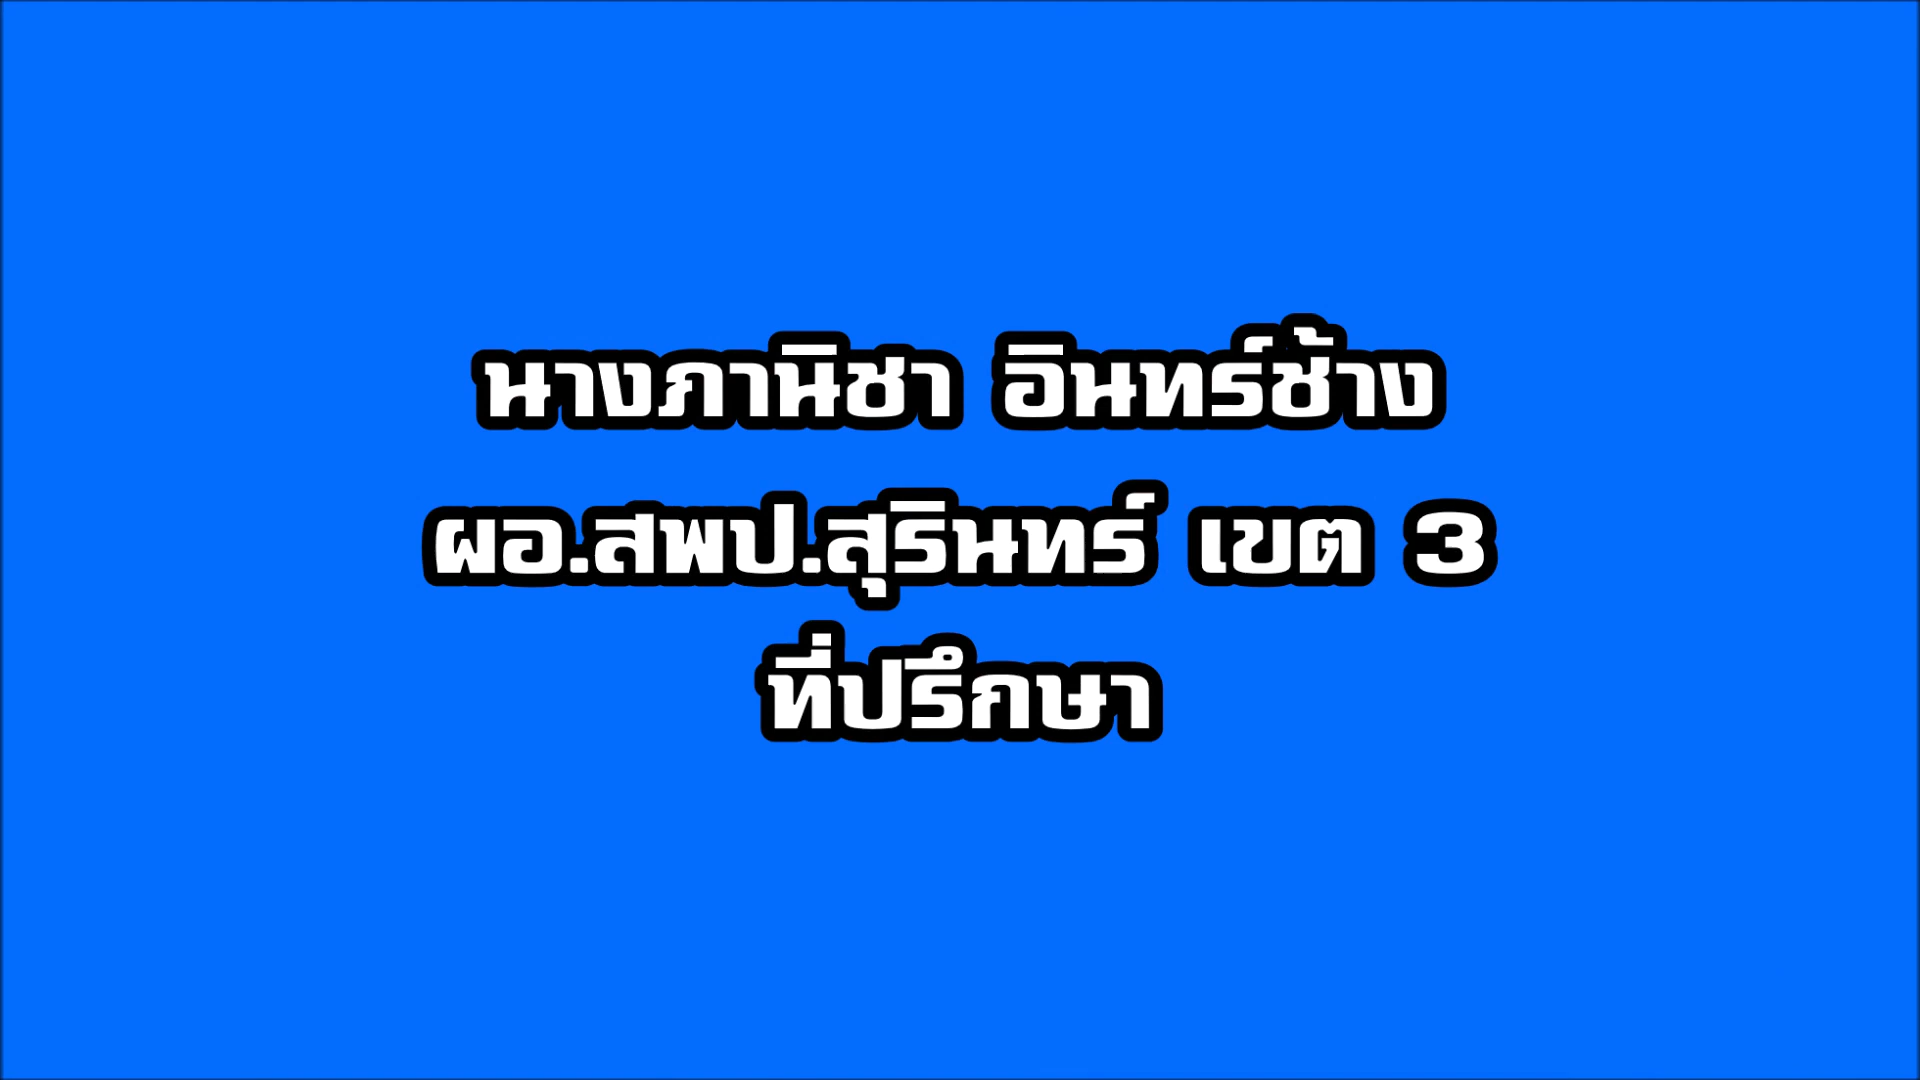 นางภานิชา อินทร์ช้าง
ผอ.สพป.สุรินทร์ เขต 3
ที่ปรึกษา